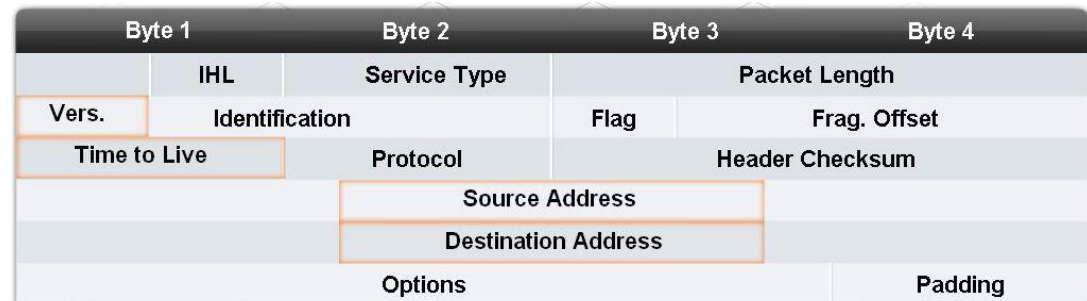 Byte 1 Byte 2 Byte 3 Byte 4
IHL Service Type Packet Length
Vers. Identification Flag Frag. Offset
Time to Live Protocol Header Checksum
Source Address
Destination Address
Options Padding